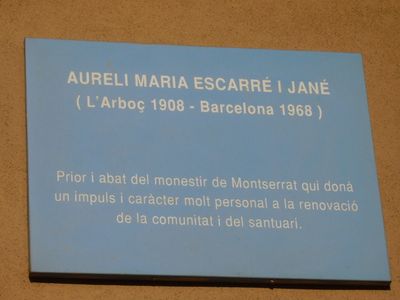 AURELI MARIA ESCARRÉ I JANÉ
( L'Arboç 1908 - Barcelona 1968 )
Prior i abat del monestir de Montserrat qui donà
un impuls i caràcter molt personal a la renovació
de la comunitat i del santuari.